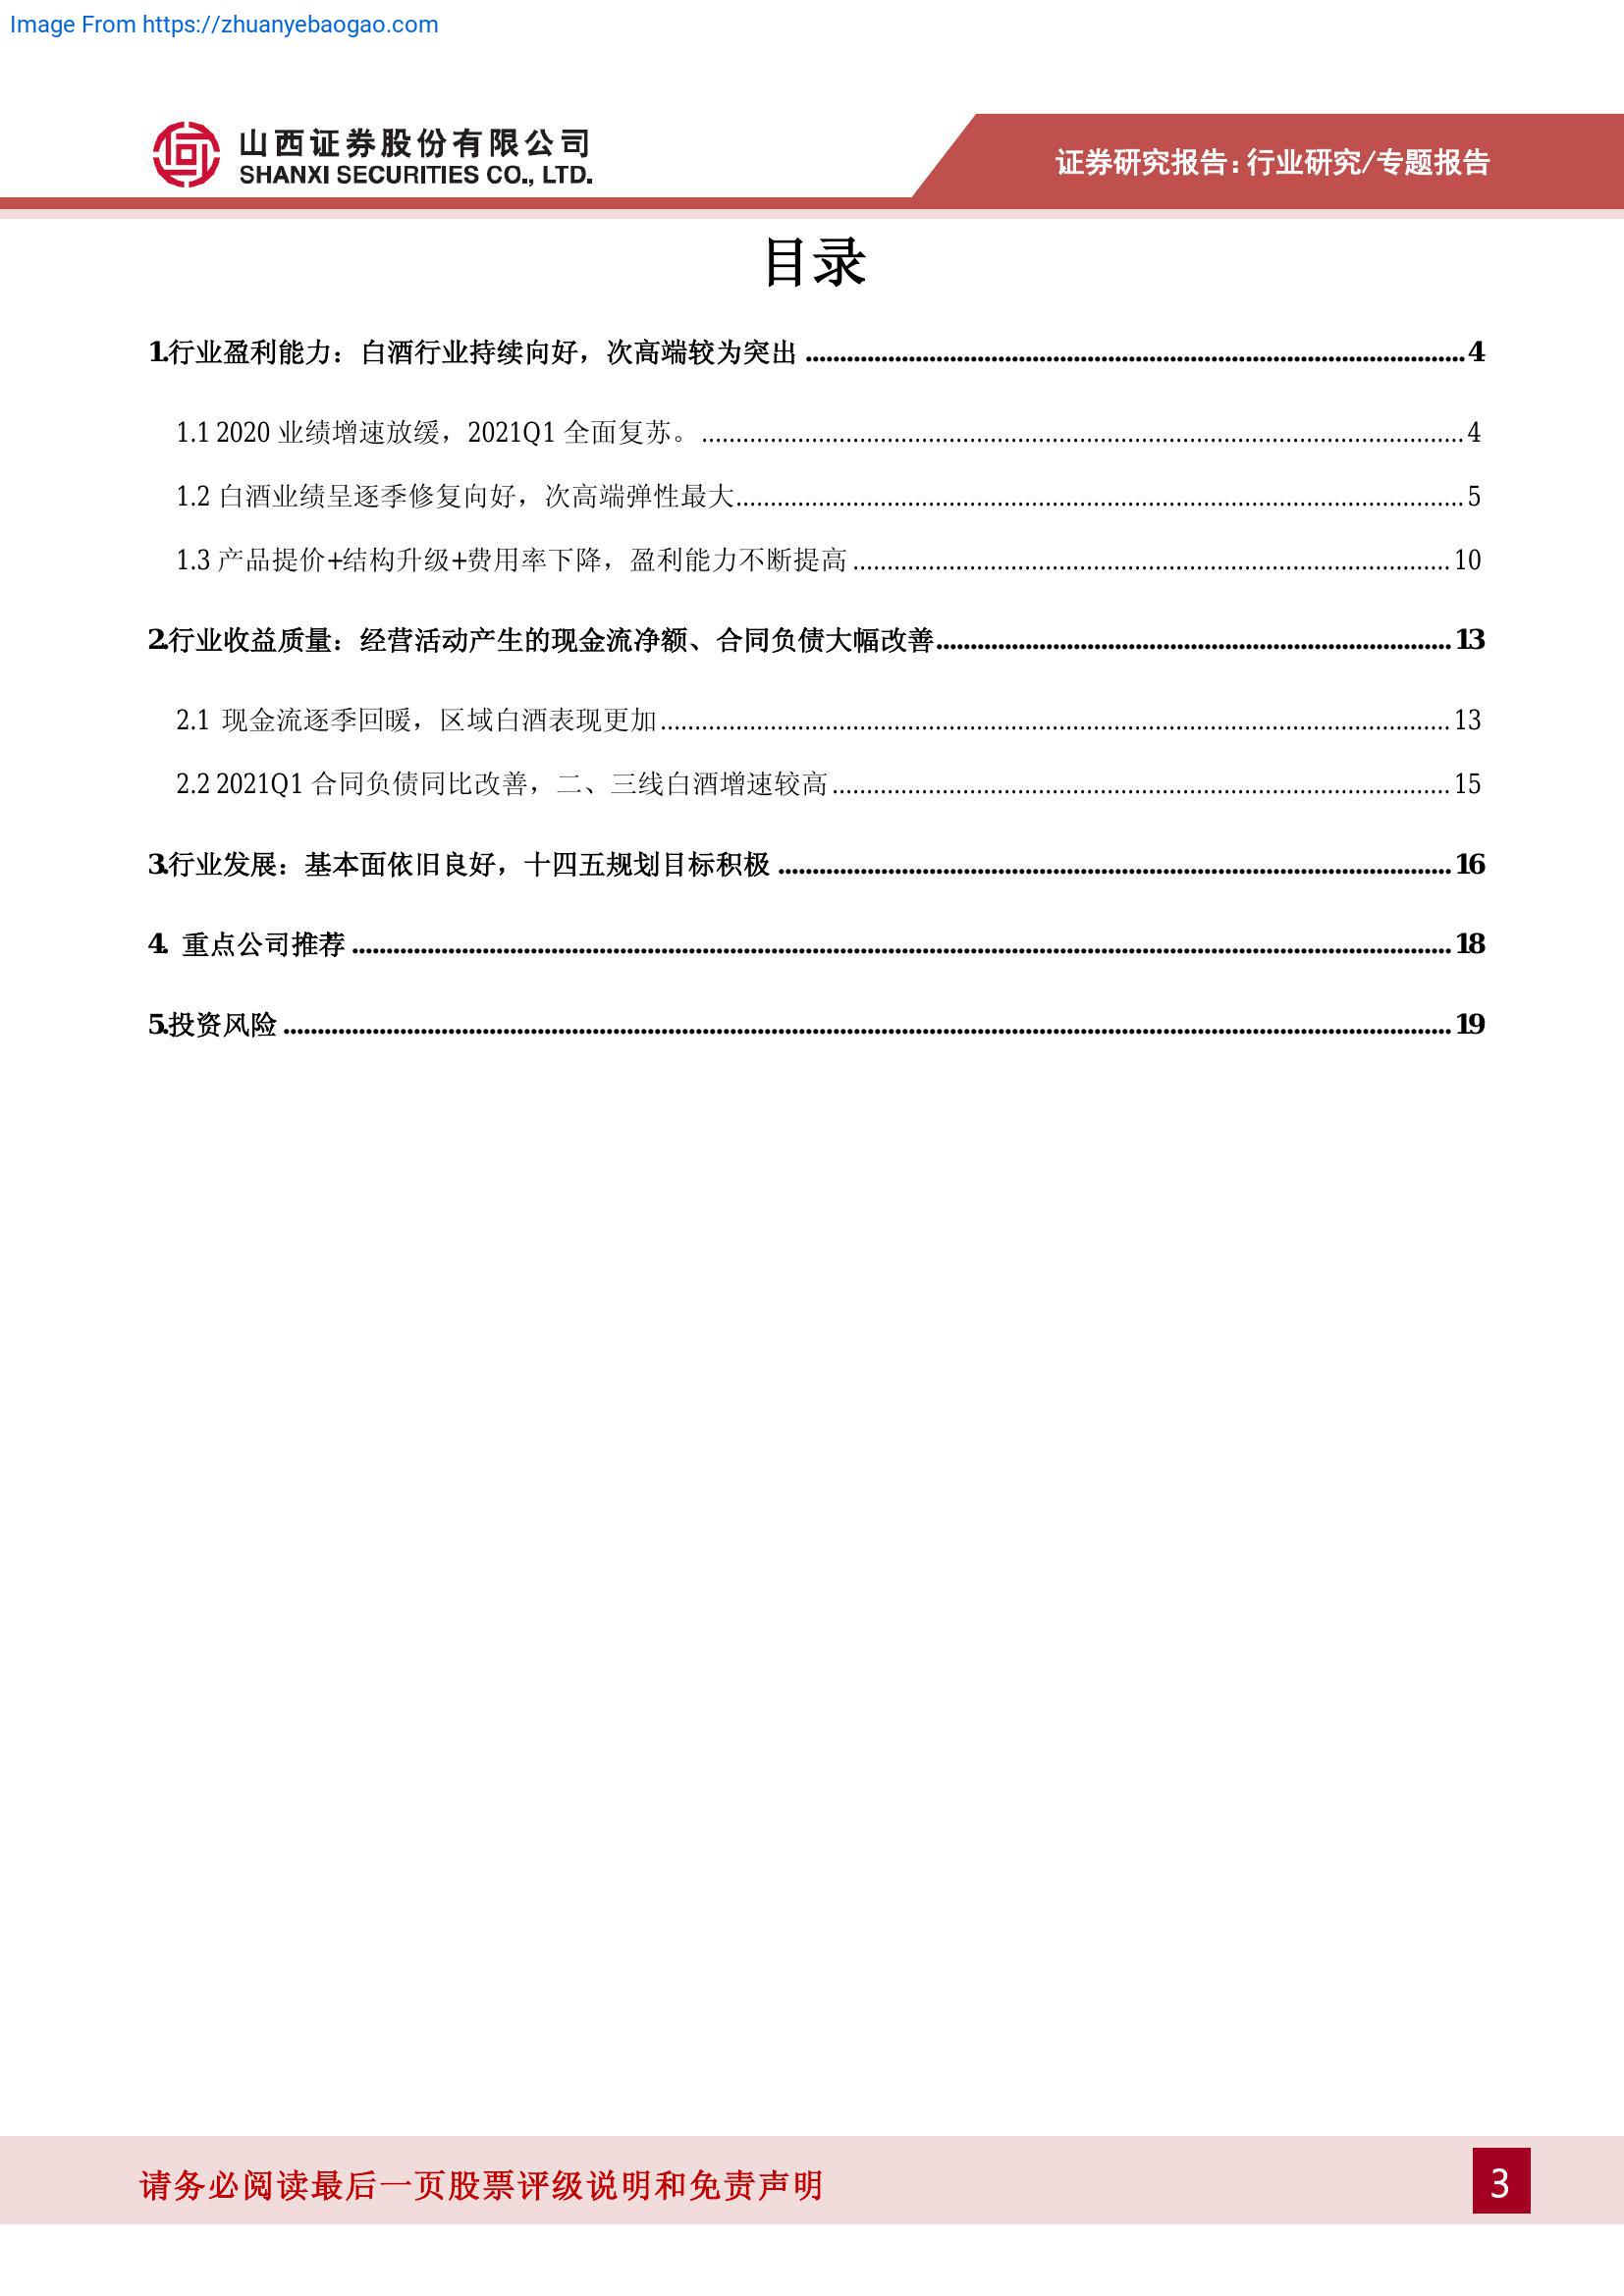 Image From https://zhuanyebaogao.com
山西证券股份有限公司
SHANXI SECURITIES CO., LTD.
证券研究报告:行业研究/专题报告
目录
1.行业盈利能力：白酒行业持续向好，次高端较为突出 ........ 4
1.1 2020 业绩增速放缓，2021Q1 全面复苏。 ........ 4
1.2 白酒业绩呈逐季修复向好，次高端弹性最大 ........ 5
1.3 产品提价+结构升级+费用率下降，盈利能力不断提高 ........ 10
2.行业收益质量：经营活动产生的现金流净额、合同负债大幅改善 ........ 13
2.1 现金流逐季回暖，区域白酒表现更加 ........ 13
2.2 2021Q1 合同负债同比改善，二、三线白酒增速较高 ........ 15
3.行业发展：基本面依旧良好，十四五规划目标积极 ........ 16
4. 重点公司推荐 ........ 18
5.投资风险 ........ 19
请务必阅读最后一页股票评级说明和免责声明
3